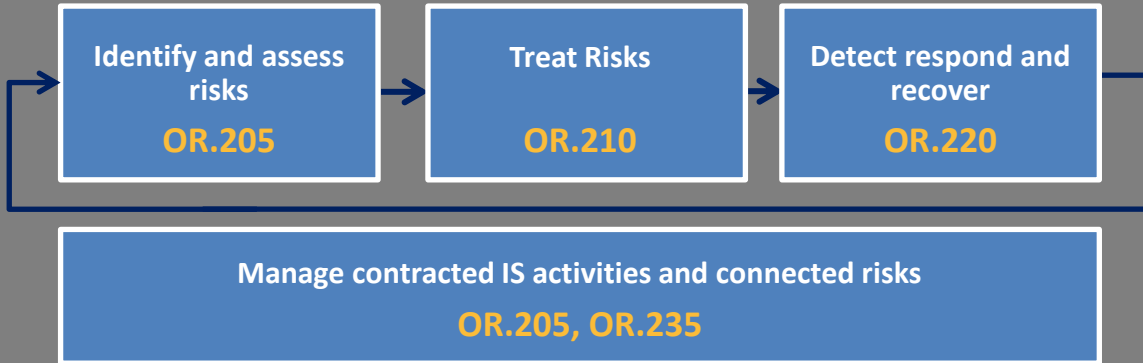 Identify and assess
risks
OR.205
Treat Risks
OR.210
Detect respond and
recover
OR.220
Manage contracted IS activities and connected risks
OR.205, OR.235